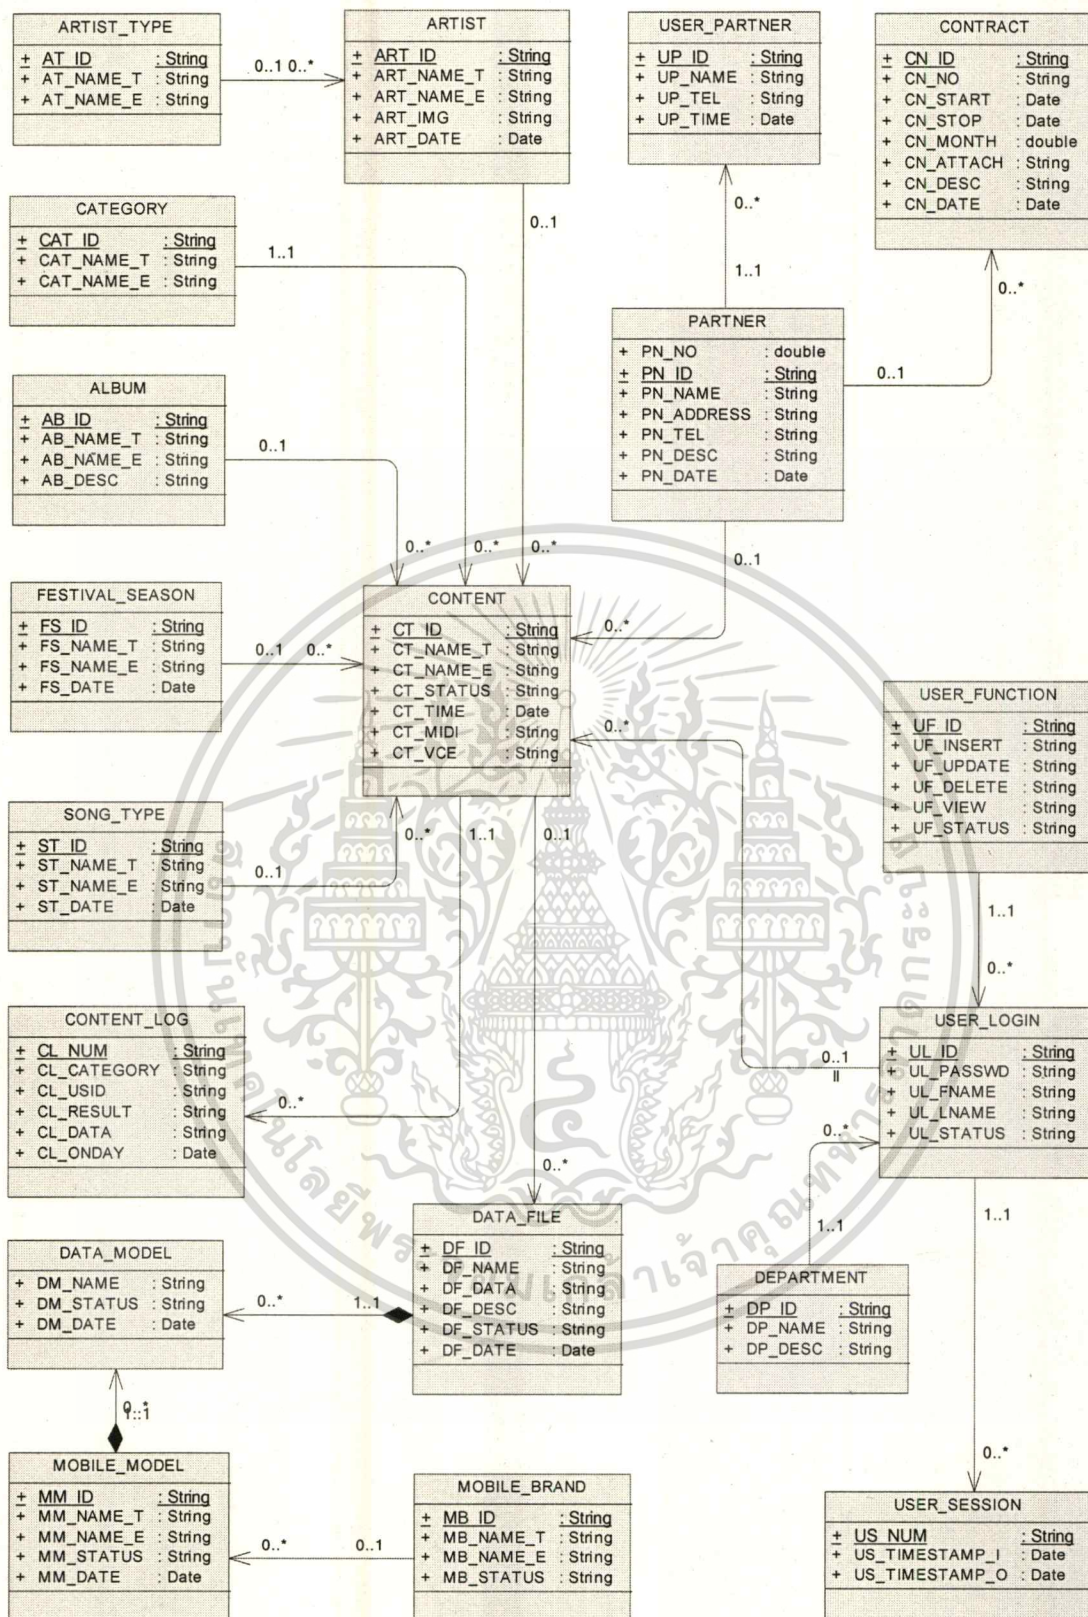 ARTIST_TYPE
+ AT_ID : String
+ AT_NAME_T : String
+ AT_NAME_E : String
0..1 0..*
ARTIST
+ ART_ID : String
+ ART_NAME_T : String
+ ART_NAME_E : String
+ ART_IMG : String
+ ART_DATE : Date
0..1
USER_PARTNER
+ UP_ID : String
+ UP_NAME : String
+ UP_TEL : String
+ UP_TIME : Date
0..*
1..1
CONTRACT
+ CN_ID : String
+ CN_NO : String
+ CN_START : Date
+ CN_STOP : Date
+ CN_MONTH : double
+ CN_ATTACH : String
+ CN_DESC : String
+ CN_DATE : Date
0..*
CATEGORY
+ CAT_ID : String
+ CAT_NAME_T : String
+ CAT_NAME_E : String
1..1
PARTNER
+ PN_NO : double
+ PN_ID : String
+ PN_NAME : String
+ PN_ADDRESS : String
+ PN_TEL : String
+ PN_DESC : String
+ PN_DATE : Date
0..1
0..1
ALBUM
+ AB_ID : String
+ AB_NAME_T : String
+ AB_NAME_E : String
+ AB_DESC : String
0..1
0..* 0..* 0..*
FESTIVAL_SEASON
+ FS_ID : String
+ FS_NAME_T : String
+ FS_NAME_E : String
+ FS_DATE : Date
0..1 0..*
CONTENT
+ CT_ID : String
+ CT_NAME_T : String
+ CT_NAME_E : String
+ CT_STATUS : String
+ CT_TIME : Date
+ CT_MIDI : String
+ CT_VCE : String
0..*
0..*
0..* 1..1 0..1
USER_FUNCTION
+ UF_ID : String
+ UF_INSERT : String
+ UF_UPDATE : String
+ UF_DELETE : String
+ UF_VIEW : String
+ UF_STATUS : String
1..1
0..*
SONG_TYPE
+ ST_ID : String
+ ST_NAME_T : String
+ ST_NAME_E : String
+ ST_DATE : Date
0..1
CONTENT_LOG
+ CL_NUM : String
+ CL_CATEGORY : String
+ CL_USID : String
+ CL_RESULT : String
+ CL_DATA : String
+ CL_ONDAY : Date
0..*
0..*
USER_LOGIN
+ UL_ID : String
+ UL_PASSWD : String
+ UL_FNAME : String
+ UL_LNAME : String
+ UL_STATUS : String
0..1
II
0..*
1..1
1..1
DATA_MODEL
+ DM_NAME : String
+ DM_STATUS : String
+ DM_DATE : Date
0..* 1..1
DATA_FILE
+ DF_ID : String
+ DF_NAME : String
+ DF_DATA : String
+ DF_DESC : String
+ DF_STATUS : String
+ DF_DATE : Date
DEPARTMENT
+ DP_ID : String
+ DP_NAME : String
+ DP_DESC : String
MOBILE_MODEL
+ MM_ID : String
+ MM_NAME_T : String
+ MM_NAME_E : String
+ MM_STATUS : String
+ MM_DATE : Date
0..* 0..1
MOBILE_BRAND
+ MB_ID : String
+ MB_NAME_T : String
+ MB_NAME_E : String
+ MB_STATUS : String
0..*
USER_SESSION
+ US_NUM : String
+ US_TIMESTAMP_I : Date
+ US_TIMESTAMP_O : Date